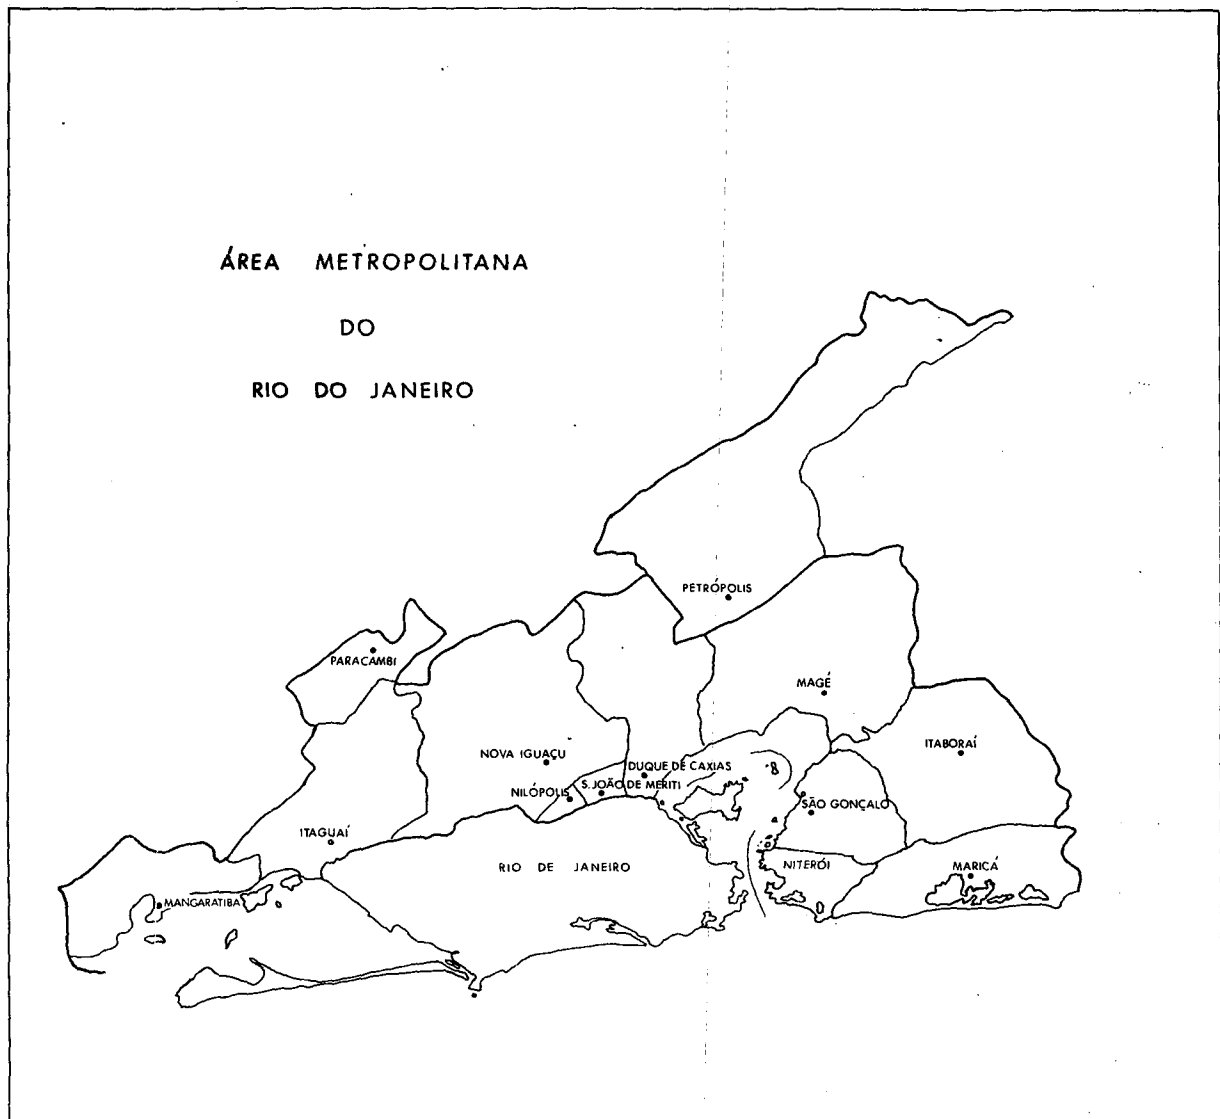 ÁREA METROPOLITANA
DO
RIO DO JANEIRO
PETRÓPOLIS
PARACAMBI
MAGÉ
ITABORAÍ
NOVA IGUAÇU
DUQUE DE CAXIAS
S. JOÃO DE MERITI
NILÓPOLIS
SÃO GONÇALO
ITAGUAÍ
RIO DE JANEIRO
NITERÓI
MARICÁ
MANGARATIBA